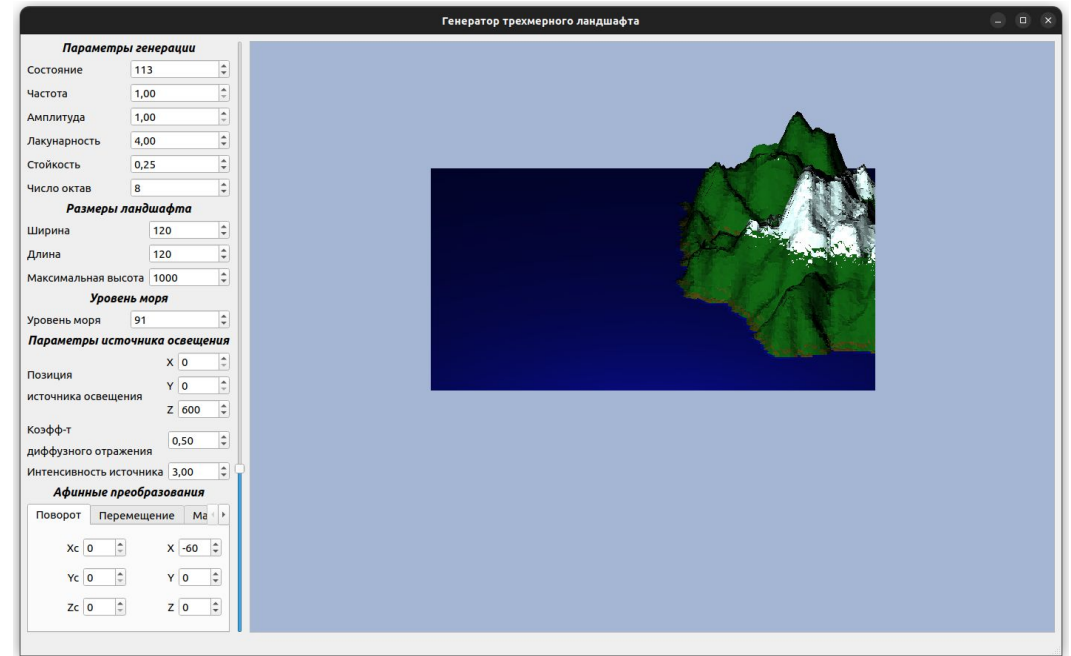 Генератор трехмерного ландшафта
Параметры генерации
Состояние 113
Частота 1,00
Амплитуда 1,00
Лакунарность 4,00
Стойкость 0,25
Число октав 8
Размеры ландшафта
Ширина 120
Длина 120
Максимальная высота 1000
Уровень моря
Уровень моря 91
Параметры источника освещения
Позиция
источника освещения
X 0
Y 0
Z 600
Коэфф-т
диффузного отражения
0,50
Интенсивность источника 3,00
Афинные преобразования
Поворот Перемещение Ма
Xc 0 X -60
Yc 0 Y 0
Zc 0 Z 0